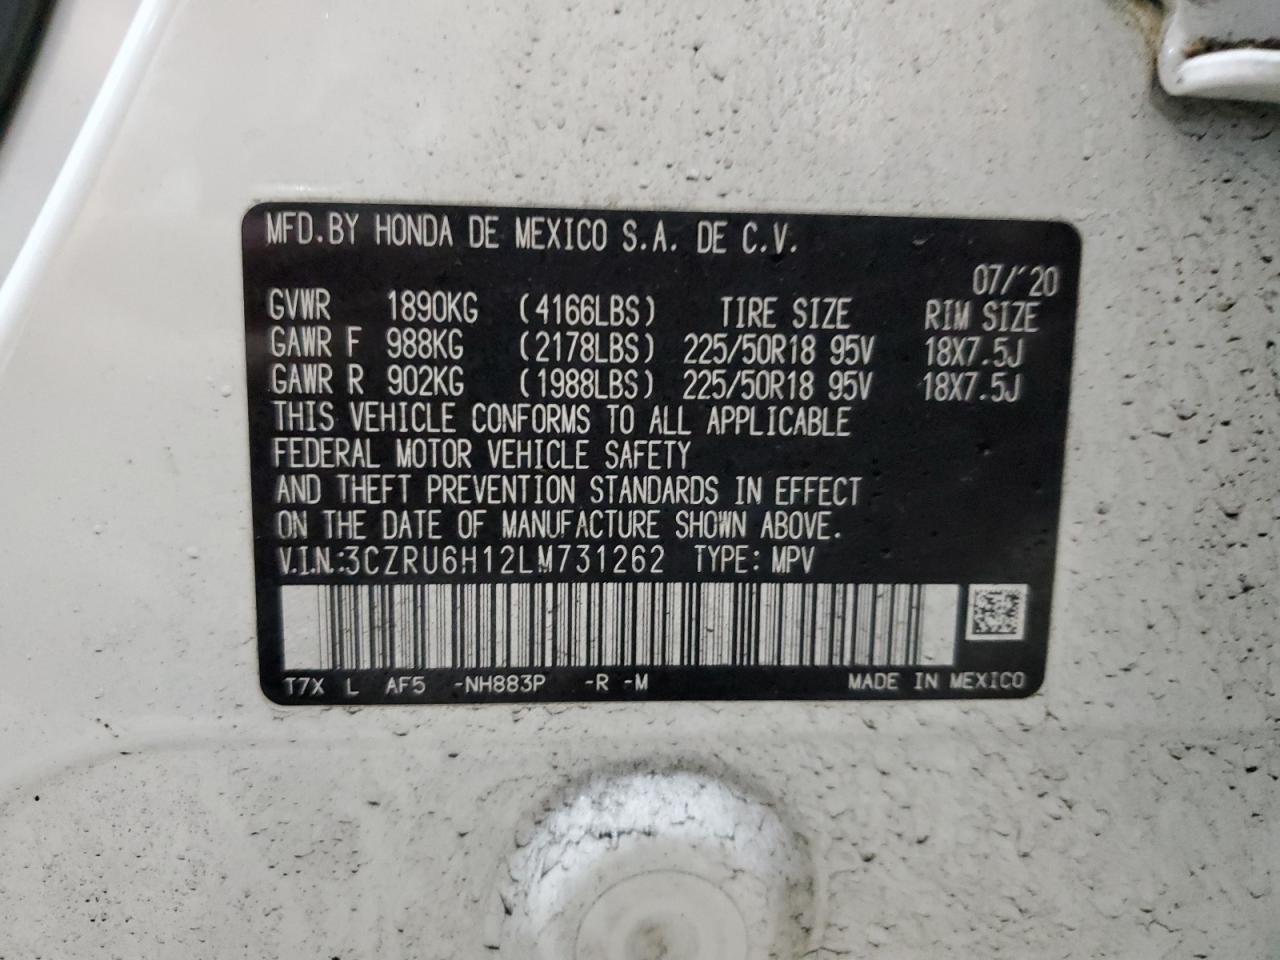 MFD.BY HONDA DE MEXICO S.A. DE C.V.
07/'20
GVWR 1890KG (4166LBS) TIRE SIZE RIM SIZE
GAWR F 988KG (2178LBS) 225/50R18 95V 18X7.5J
GAWR R 902KG (1988LBS) 225/50R18 95V 18X7.5J
THIS VEHICLE CONFORMS TO ALL APPLICABLE
FEDERAL MOTOR VEHICLE SAFETY
AND THEFT PREVENTION STANDARDS IN EFFECT
ON THE DATE OF MANUFACTURE SHOWN ABOVE.
V.I.N.:3CZRU6H12LM731262 TYPE: MPV
T7X L AF5 -NH883P -R -M MADE IN MEXICO